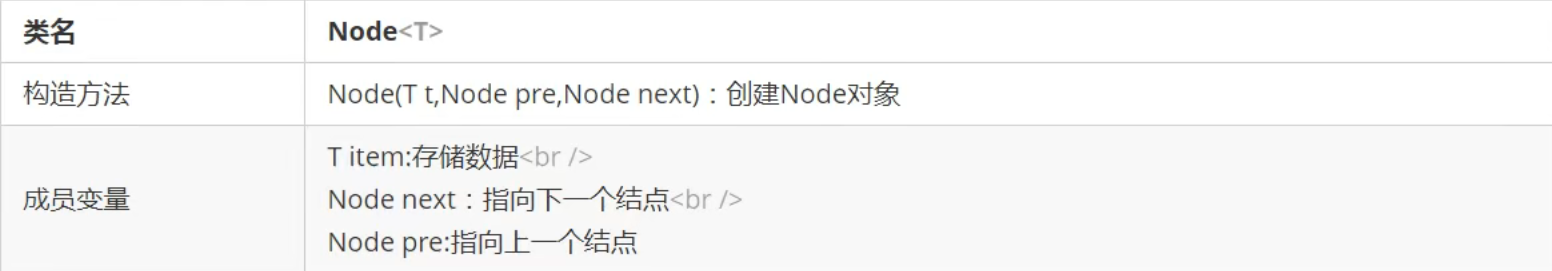 类名 Node<T>
构造方法 Node(T t,Node pre,Node next)：创建Node对象
T item:存储数据<br />
成员变量 Node next：指向下一个结点<br />
Node pre:指向上一个结点